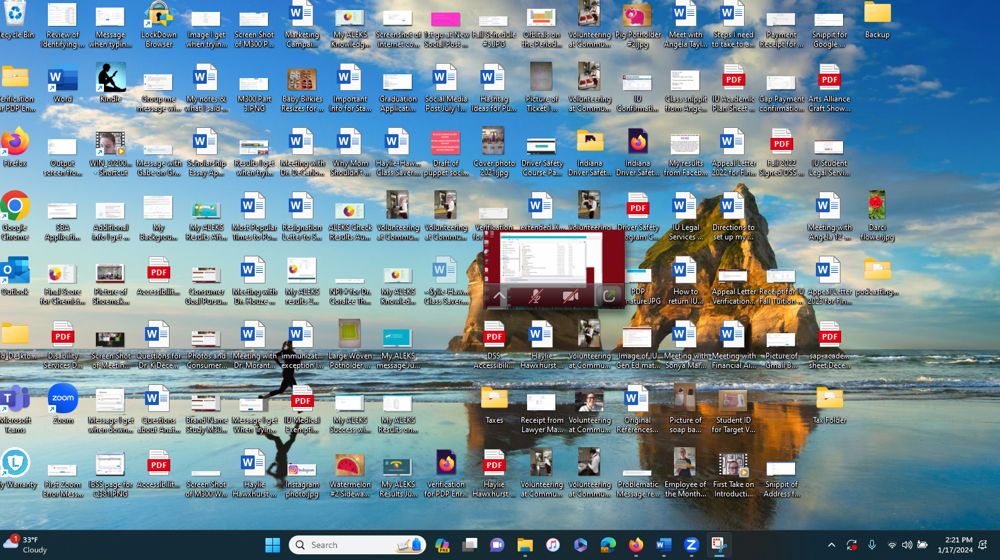 ecycle Bin
Review of
Identifying ...
Message
when typin...
LockDown
Browser
Image I get
when tryin...
Screen Shot
of M300 P...
Marketing
Campai...
My ALEKS
Knowledg...
Screenshot of
internet co...
1st go at New
Social Post ...
Fall Schedule
#3.JPG
Orbitals on
the Period...
Volunteering
at Commu...
Pig Potholder
#2.jpg
Meet with
Angela Tayl...
Steps I need
to take to a...
Payment
Receipt for ...
Snippit for
Google ...
Backup
erification
or PDP En...
Word
Kindle
Group me
message wi...
My notes &
what I said ...
M300 Part
3.PNG
Baby Birkies
Resizes for ...
Important
Info for Sta...
Graduation
Applicati...
Social Media
Post July 1...
Hashtag
Ideas for Pu...
Picture of
Ticket I ...
Volunteering
at Commu...
IU
Confirmati...
Class snippit
from Ange...
IU Academic
Plan Sheet ...
Gap Payment
confirmatio...
Arts Alliance
Craft Show...
Firefox
Output
screen fro...
WIN_20200...
- Shortcut
Message with
Gabe on Gr...
Scholarship
Essay Ap...
Results I get
when tryi...
Meeting with
Dr. DeCarlo...
Why Mom
Shouldn't ...
Haylie-Haw...
Class Saver....
Draft of
puppet soci...
Cover photo
2021.jpg
Driver Safety
Course Pa...
Indiana
Driver Safet...
Indiana
Driver Safet...
My results
from Faceb...
Appeal Letter
2022 for Fin...
Fall 2022
Signed DSS ...
IU Student
Legal Servi...
Google
Chrome
SBA
Applicati...
Additional
info I get ...
My
Backgrou...
My ALEKS
Results Aft...
Most Popular
Times to Po...
Resignation
Letter to S...
ALEKS Check
Results Au...
Volunteering
at Commu...
Volunteering
at Commu...
Verification
for
extended_X...
Volunteering
Driver Safety
ogram C...
IU Legal
Services ...
Directions to
set up my ...
Meeting with
Angela 12-...
Darci
flower.jpg
Outlook
Final Score
for Chemist...
Picture of
Shoemak...
Accessibilit...
Consumer
Goal Pursu...
Meeting with
Dr. Houze ...
My ALEKS
results 2...
NPI # for Dr.
Coralee Th...
My ALEKS
Knowled...
~$ylie-Haw...
Class Saver....
PDP
nature.JPG
How to
return IU...
Appeal Letter
Verification...
Receipt for IU
Fall Tuition ...
Appeal Letter
2023 for Fin...
podcasting...
d_Deskto...
Disability
Services D...
Screen Shot
of Meetin...
Questions for
Dr. K Dece...
Photos and
Consumer...
Meeting with
Dr. Morant...
immunizat...
exception l...
Large Woven
Potholder ...
My ALEKS
message Ju...
DSS
Accessibili...
Haylie
Hawxhurst ...
Volunteering
at Commu...
Image of IU
Gen Ed mat...
Meeting with
Sonya Mar...
Meeting with
Financial Ai...
Picture of
Gmail B...
sap-acade...
sheet Dece...
Microsoft
Teams
zoom
Zoom
Message I get
when down...
Questions
about Anat...
Brand Name
Study M30...
Message I get
When Tryin...
IU Medical
Exempti...
My ALEKS
Success wi...
My ALEKS
Results on...
Taxes
Receipt from
Lawyer Ma...
Volunteering
at Commu...
Original
References...
Picture of
soap ba...
Student ID
for Target V...
Tax Folder
y Warranty
First Zoom
Error Mess...
IBSS page for
Q381.PNG
Accessibilit...
Screen Shot
of M300 W...
Haylie
Hawxhurst ...
Instagram
Instagram
photo.jpg
Watermelon
#2 Sidewa...
My ALEKS
Results Ju...
Verification
for PDP Enr...
Haylie
Hawxhurst ...
Volunteering
at Commu...
Volunteering
at Commu...
Problematic
Message re...
Employee of
the Month...
First Take on
Introducti...
Snippit of
Address f...
1
33°F
Cloudy
Search
PRE
2:21 PM
1/17/2024